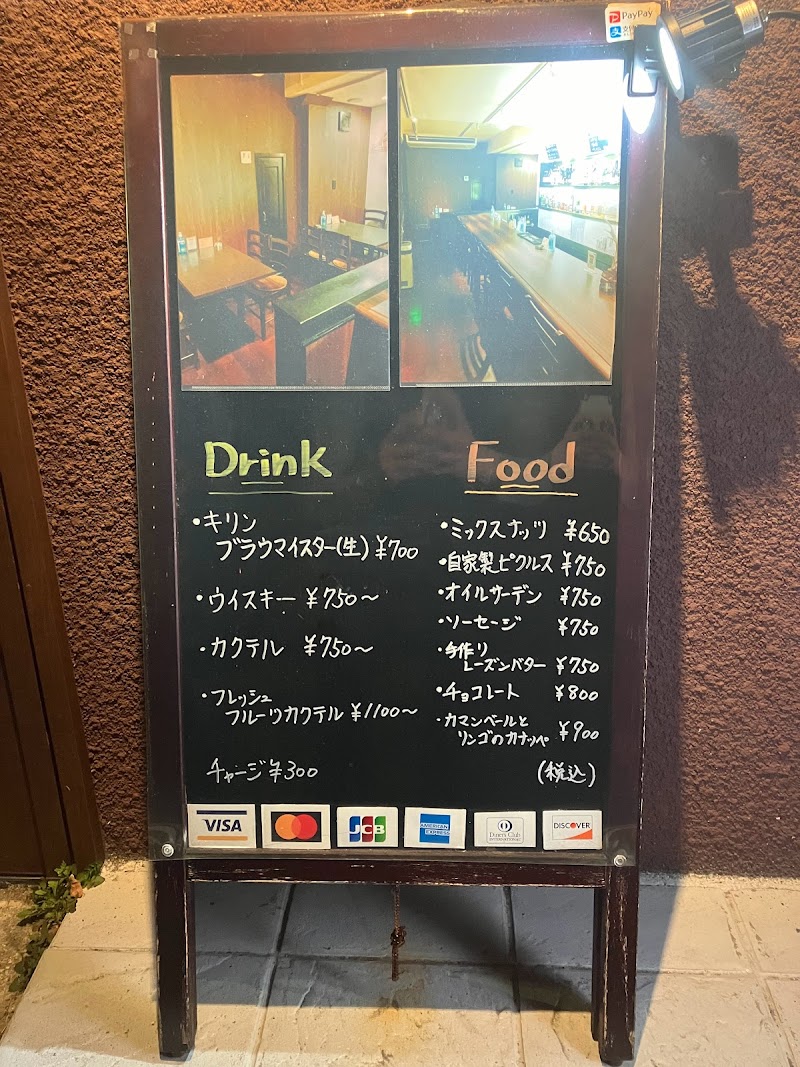 PayPay
Drink
・キリン
ブラウマイスター(生) ¥700
・ウイスキー ¥750〜
・カクテル ¥750〜
・フレッシュ
フルーツカクテル ¥1100〜
チャージ ¥300
Food
・ミックスナッツ ¥650
・自家製ピクルス ¥750
・オイルサーデン ¥750
・ソーセージ ¥750
・手作り
レーズンバター ¥750
・チョコレート ¥800
・カマンベールと
リンゴのカナッペ ¥900
(税込)
VISA
JCB
AMERICAN
EXPRESS
Diners Club
INTERNATIONAL
DISCOVER